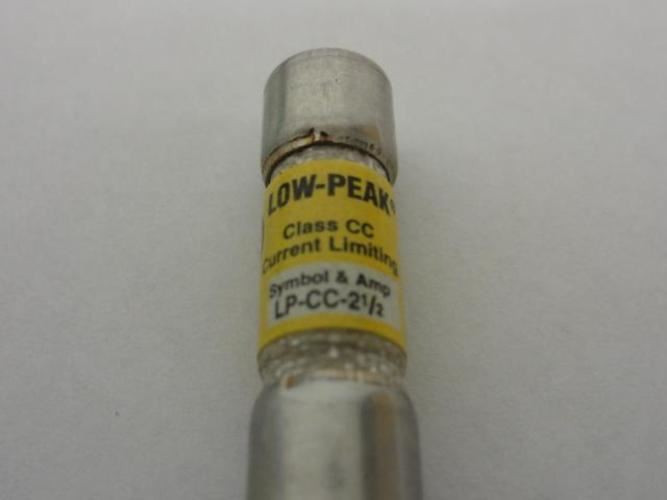 LOW-PEAK®
Class CC
Current Limiting
Symbol & Amp
LP-CC-2½